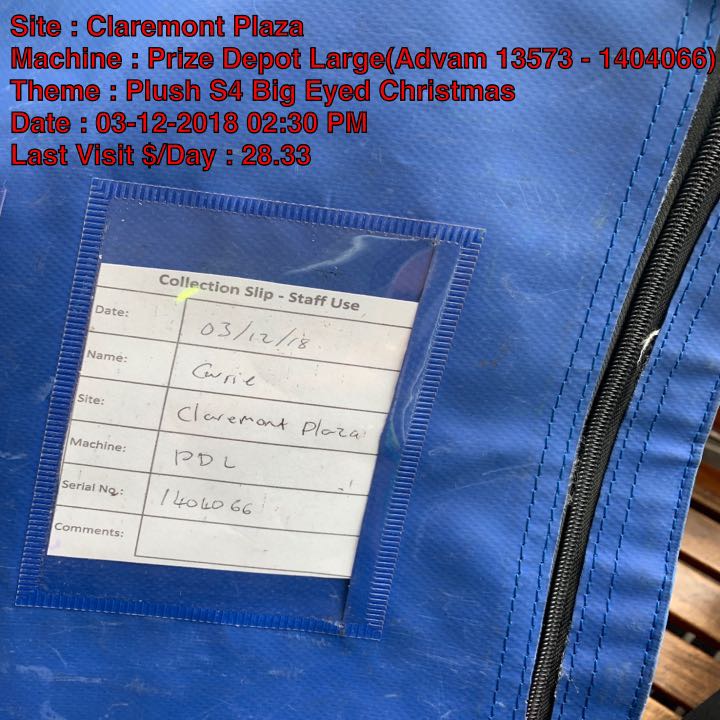 Site : Claremont Plaza
Machine : Prize Depot Large(Advam 13573 - 1404066)
Theme : Plush S4 Big Eyed Christmas
Date : 03-12-2018 02:30 PM
Last Visit $/Day : 28.33
Collection Slip - Staff Use
Date: 03/12/18
Name: Carrie
Site: Claremont Plaza
Machine: PDL
Serial No.: 1404066
Comments: